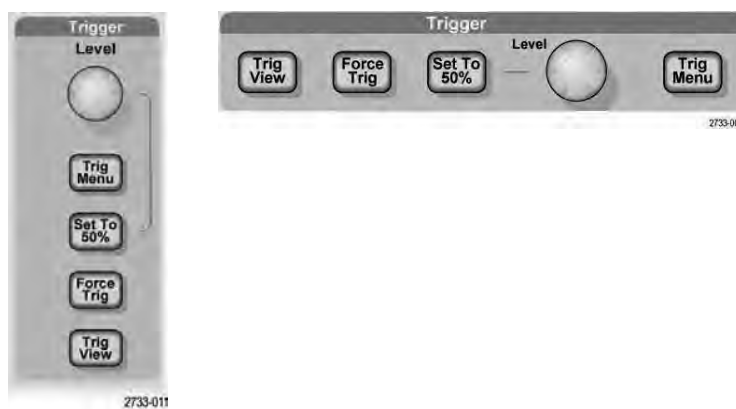 Trigger
Level
Trig
Menu
Set To
50%
Force
Trig
Trig
View
2733-011
Trigger
Trig
View
Force
Trig
Set To
50%
Level
Trig
Menu